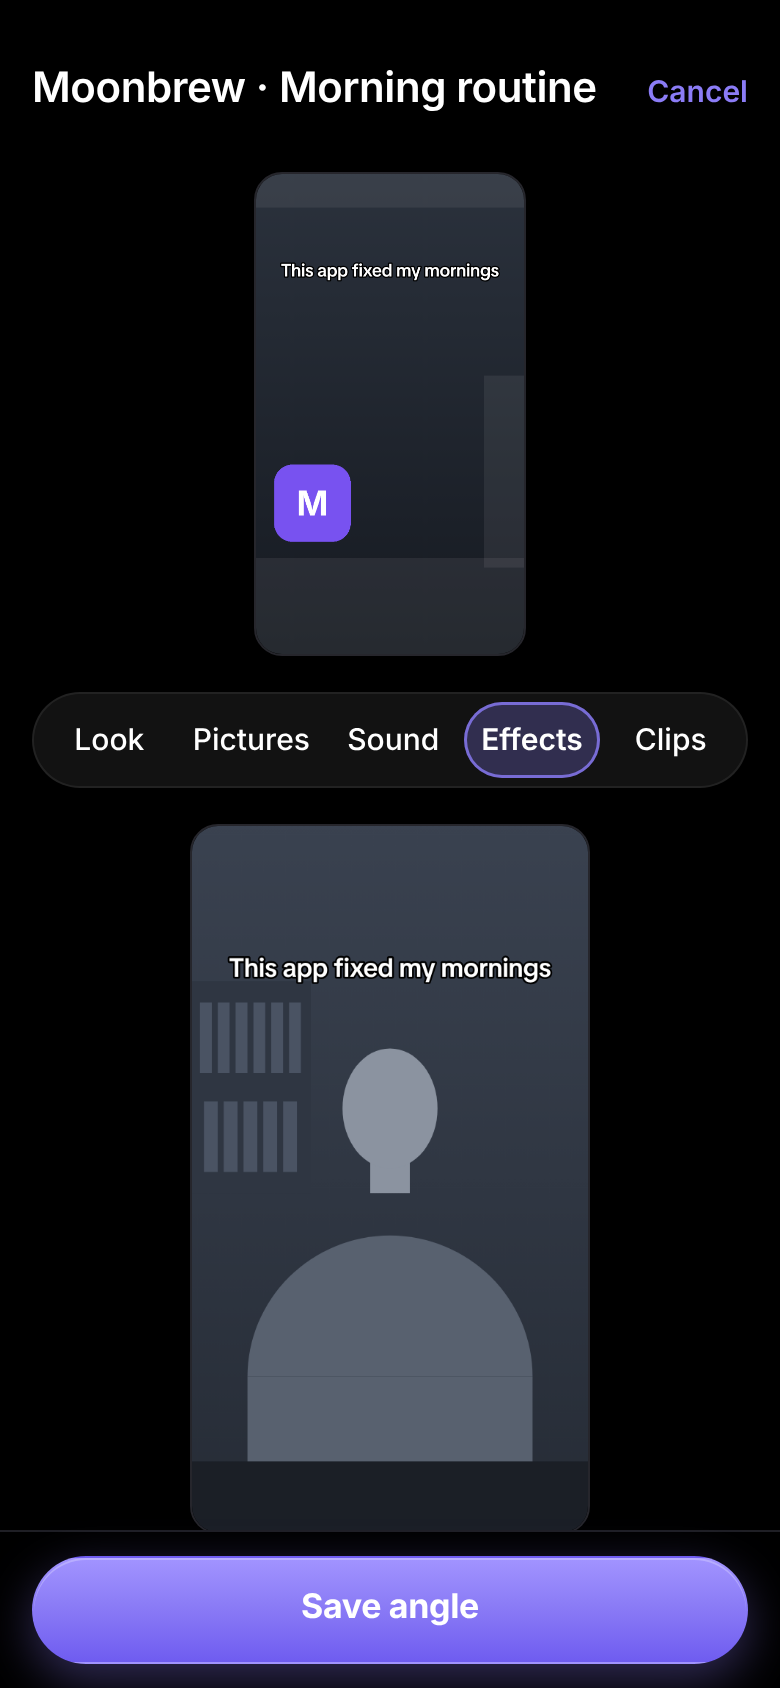 Moonbrew · Morning routine
Cancel
This app fixed my mornings
M
Look
Pictures
Sound
Effects
Clips
This app fixed my mornings
Save angle